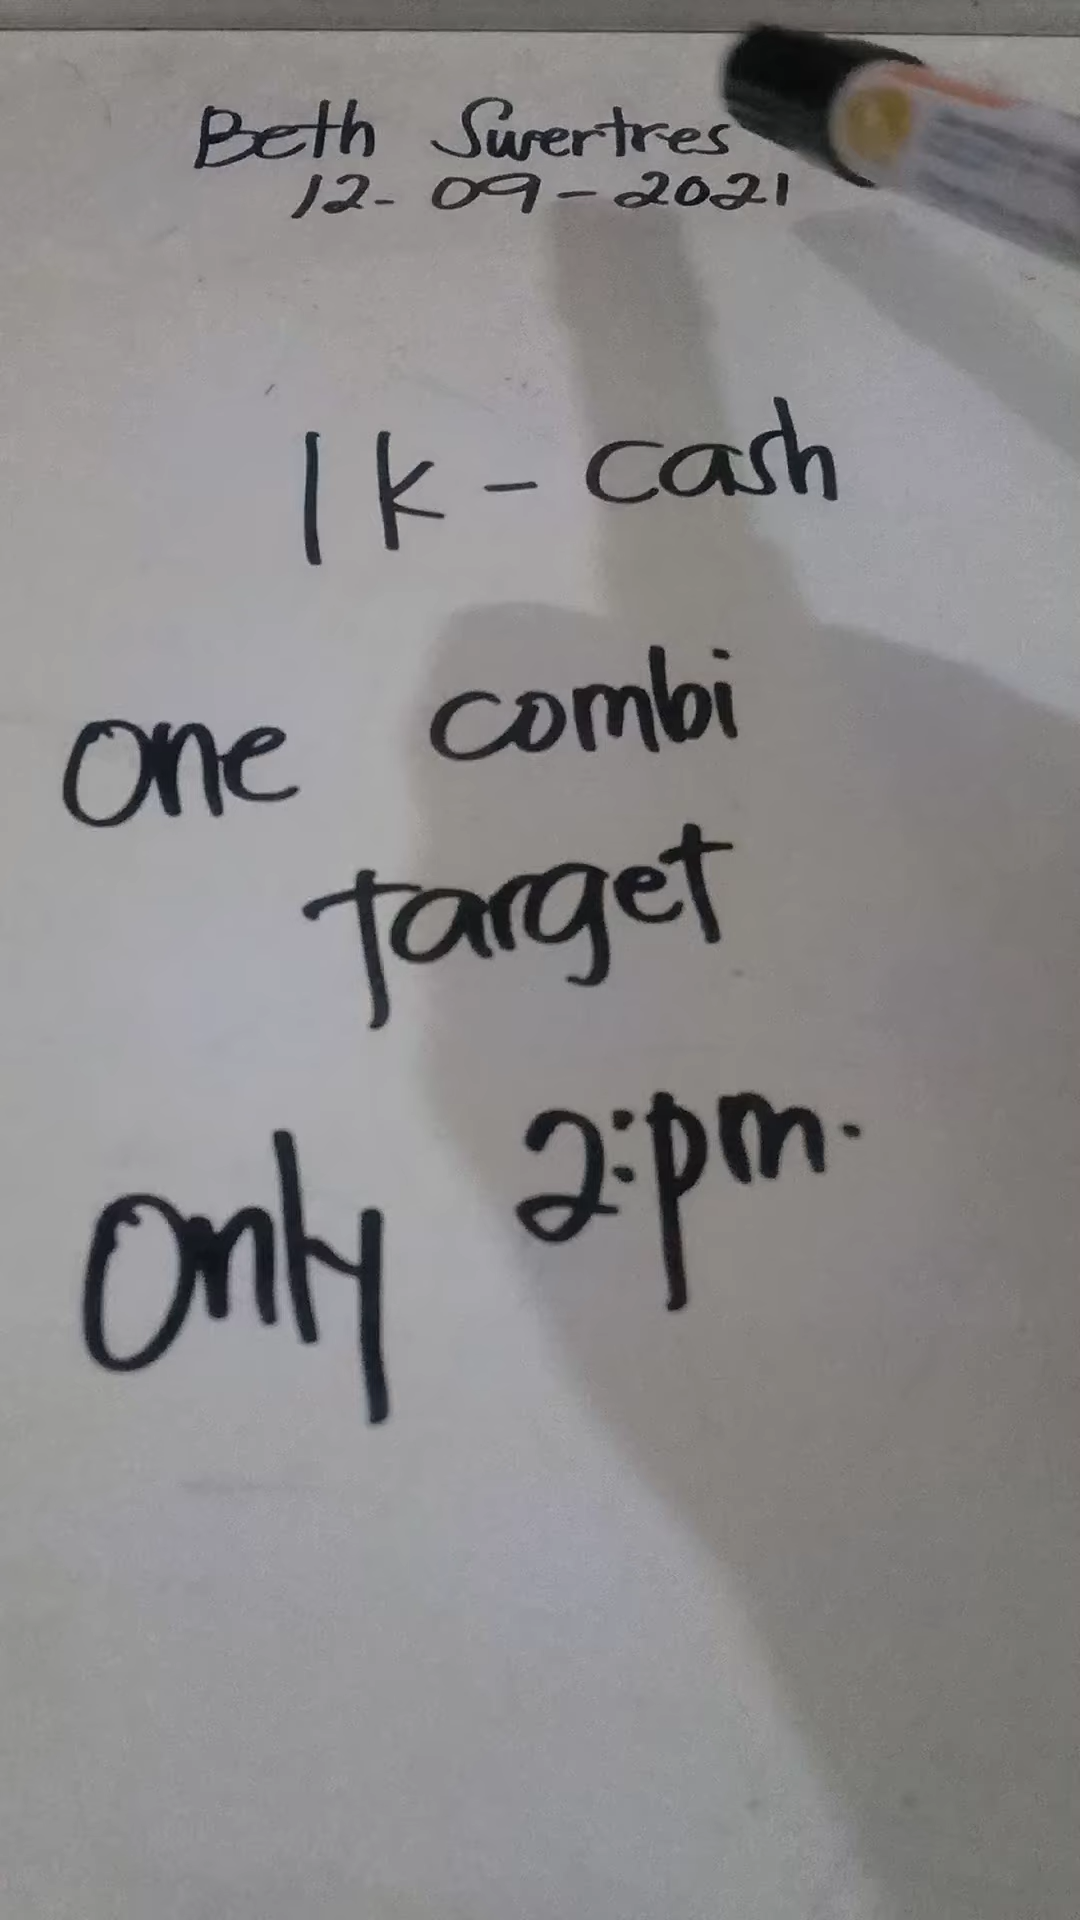 Beth Swertres
12-09-2021
1k-cash
one combi
Target
only 2:pm.